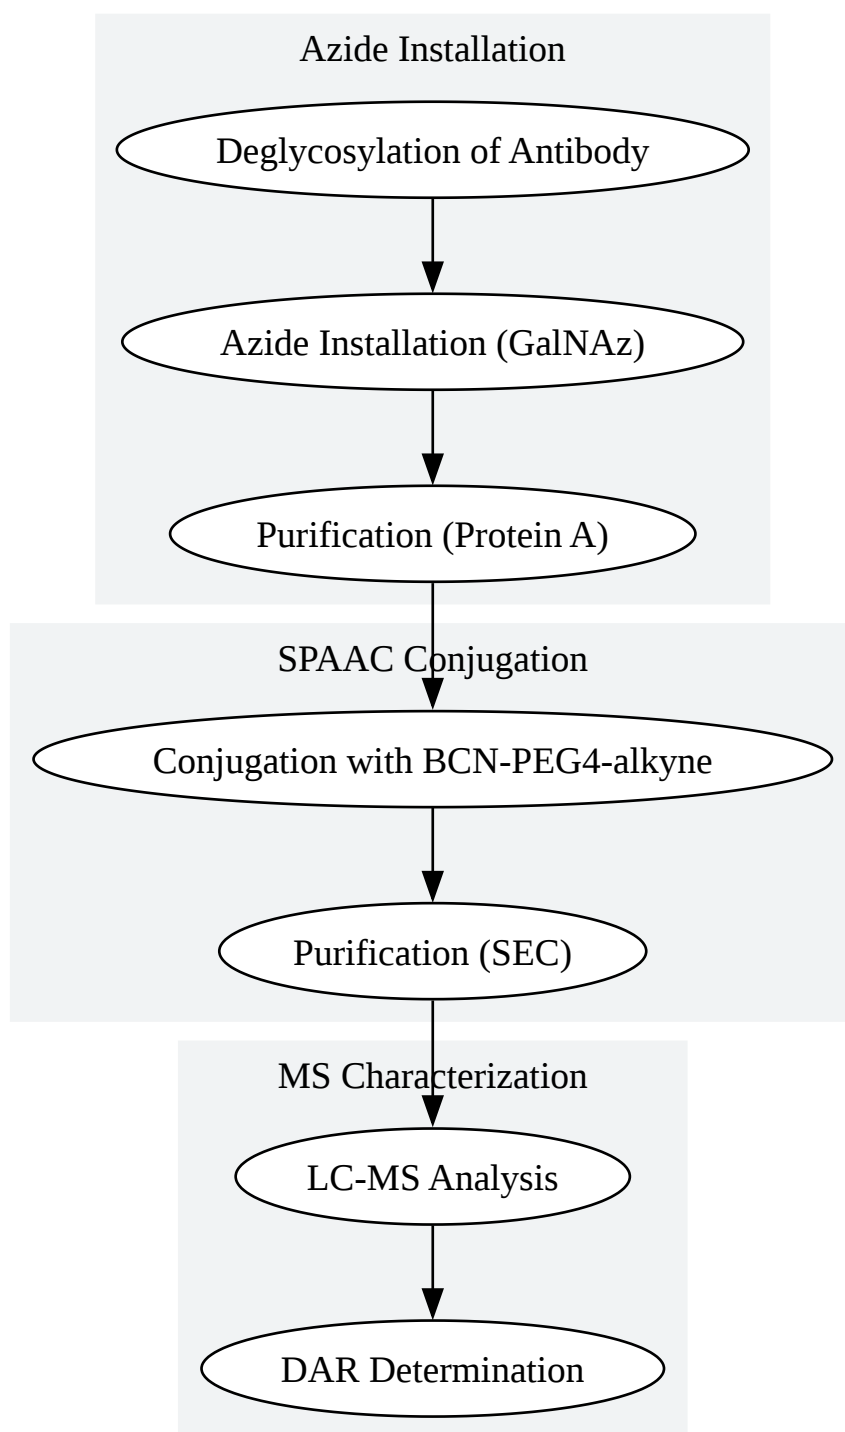 Azide Installation
Deglycosylation of Antibody
Azide Installation (GalNAz)
Purification (Protein A)
SPAAC Conjugation
Conjugation with BCN-PEG4-alkyne
Purification (SEC)
MS Characterization
LC-MS Analysis
DAR Determination